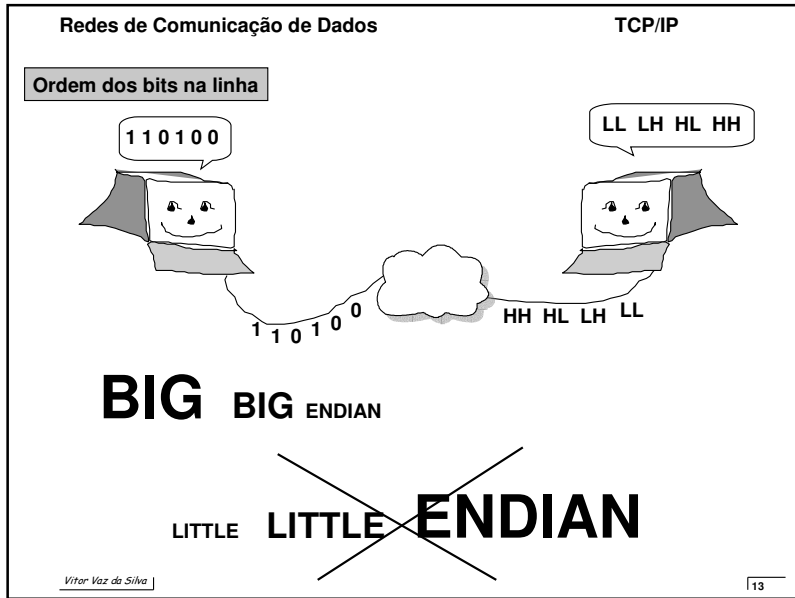 Redes de Comunicação de Dados TCP/IP
Ordem dos bits na linha
1 1 0 1 0 0
LL LH HL HH
1 1 0 1 0 0
HH HL LH LL
BIG BIG ENDIAN
LITTLE LITTLE ENDIAN
Vitor Vaz da Silva 13